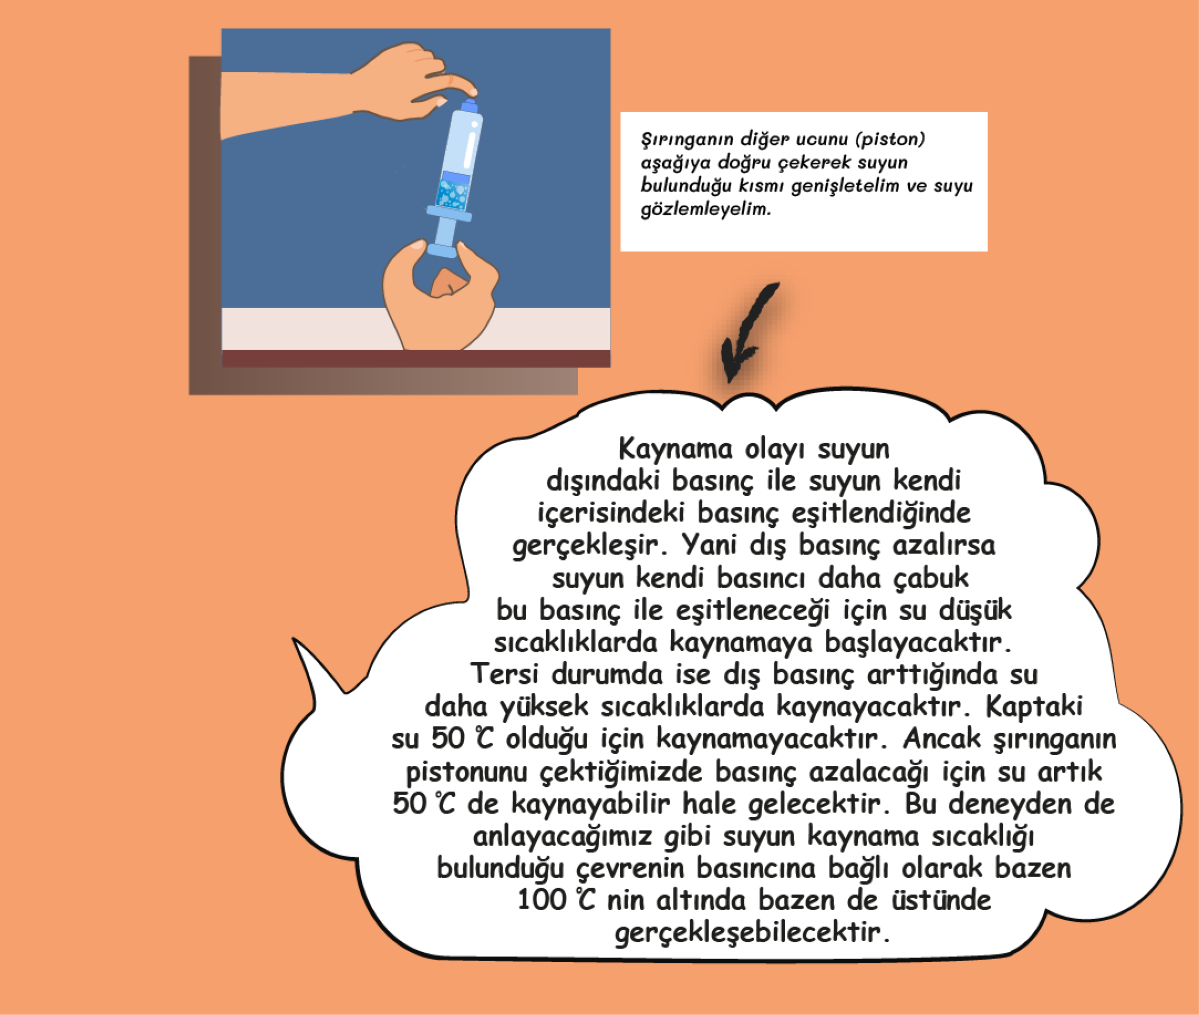 Şırınganın diğer ucunu (piston)
aşağıya doğru çekerek suyun
bulunduğu kısmı genişletelim ve suyu
gözlemleyelim.
Kaynama olayı suyun
dışındaki basınç ile suyun kendi
içerisindeki basınç eşitlendiğinde
gerçekleşir. Yani dış basınç azalırsa
suyun kendi basıncı daha çabuk
bu basınç ile eşitleneceği için su düşük
sıcaklıklarda kaynamaya başlayacaktır.
Tersi durumda ise dış basınç arttığında su
daha yüksek sıcaklıklarda kaynayacaktır. Kaptaki
su 50 °C olduğu için kaynamayacaktır. Ancak şırınganın
pistonunu çektiğimizde basınç azalacağı için su artık
50 °C de kaynayabilir hale gelecektir. Bu deneyden de
anlayacağımız gibi suyun kaynama sıcaklığı
bulunduğu çevrenin basıncına bağlı olarak bazen
100 °C nin altında bazen de üstünde
gerçekleşebilecektir.